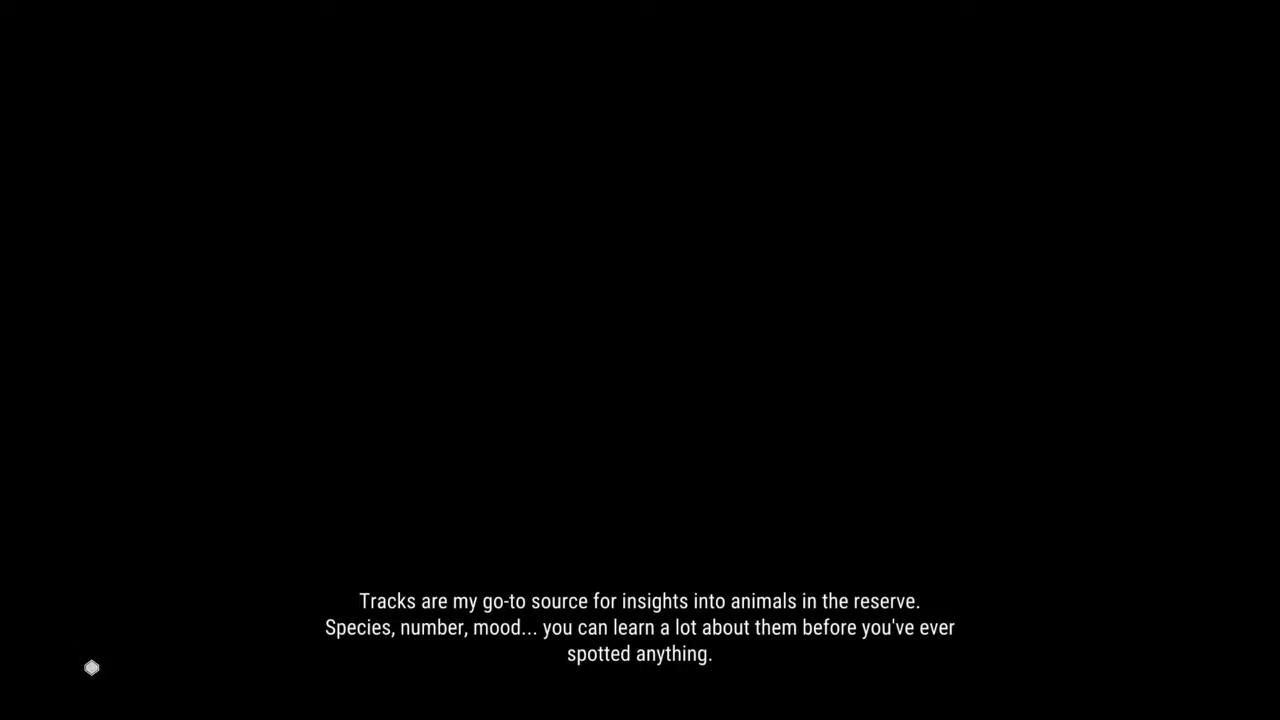 Tracks are my go-to source for insights into animals in the reserve.
Species, number, mood... you can learn a lot about them before you've ever
spotted anything.